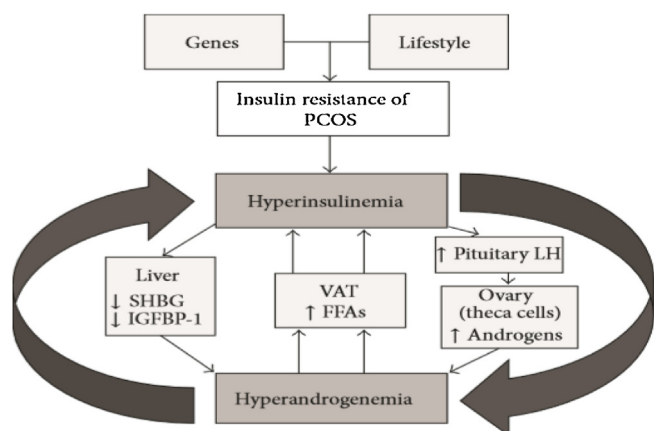 Genes
Lifestyle
Insulin resistance of
PCOS
Hyperinsulinemia
Liver
↓ SHBG
↓ IGFBP-1
VAT
↑ FFAs
↑ Pituitary LH
Ovary
(theca cells)
↑ Androgens
Hyperandrogenemia